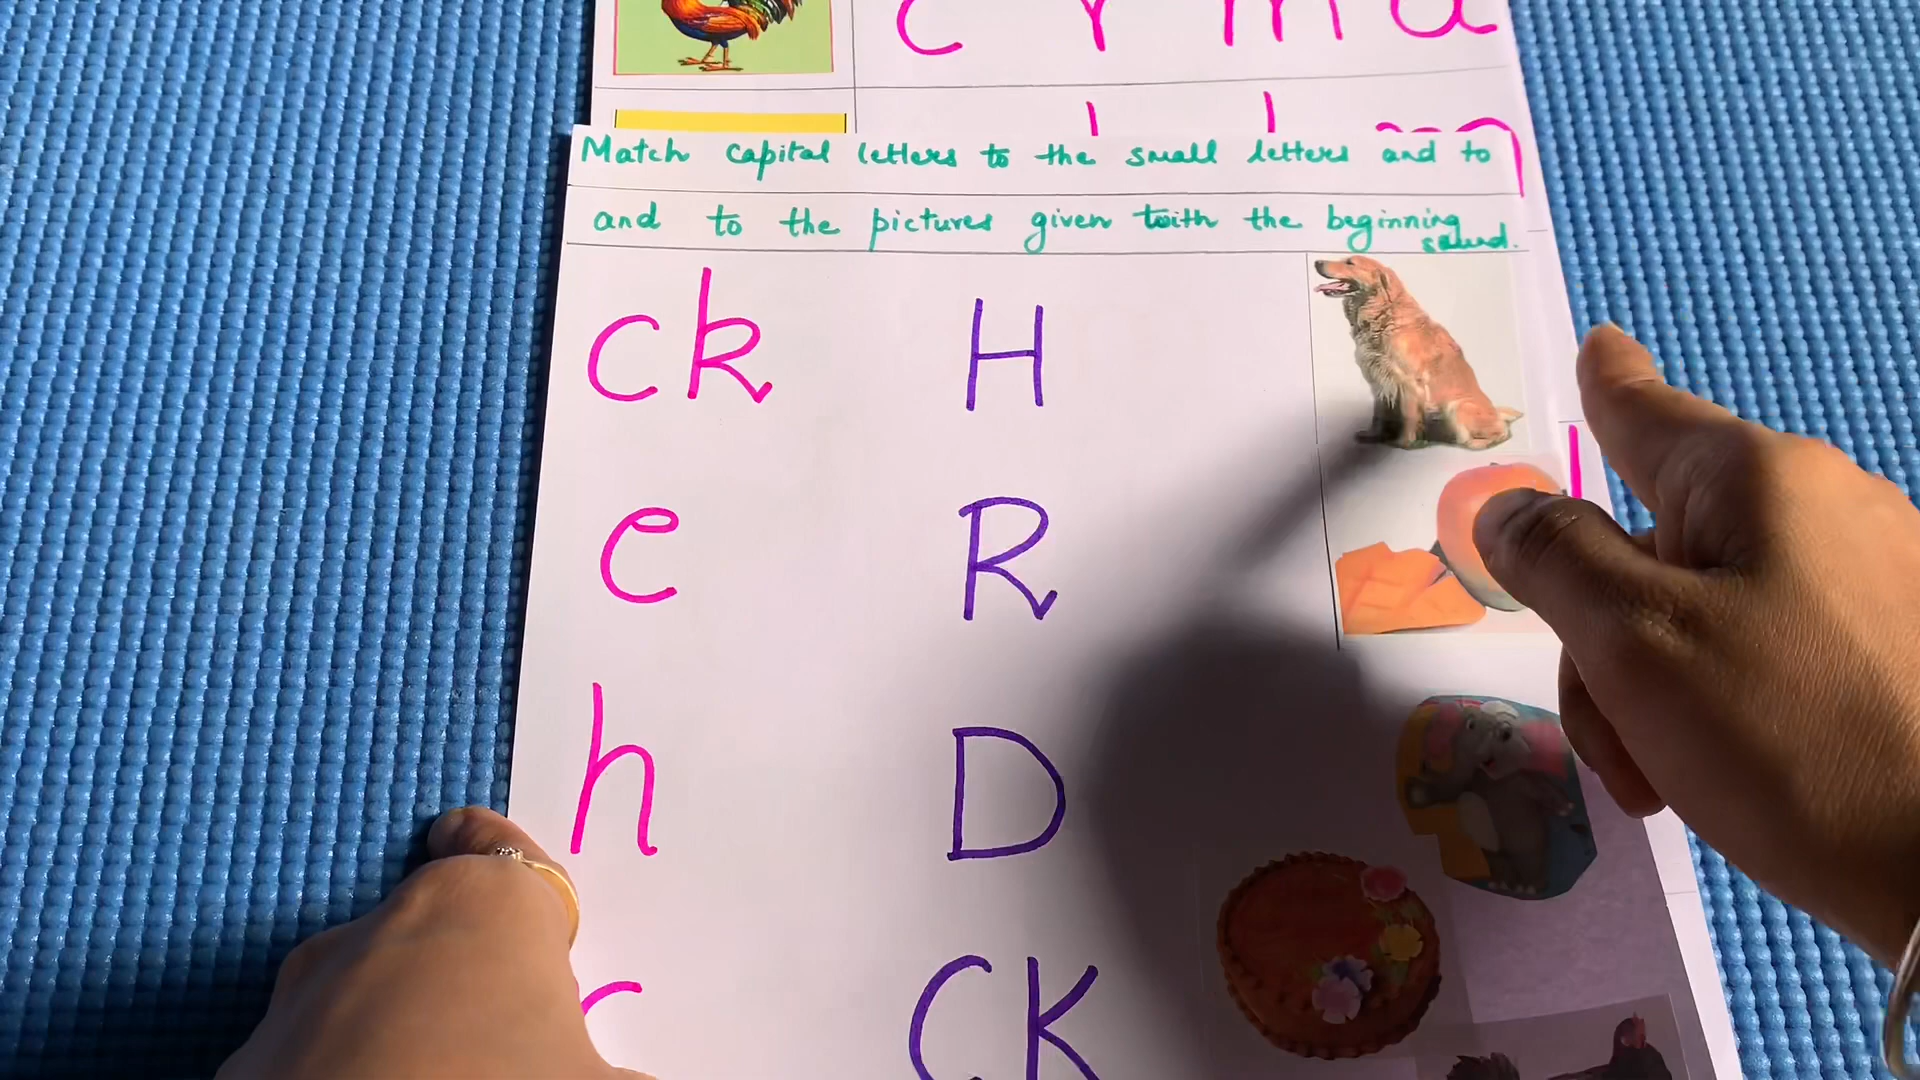 c r m d
Match capital letters to the small letters and to
and to the pictures given with the beginning
sound.
ck H
e R
h D
r CK